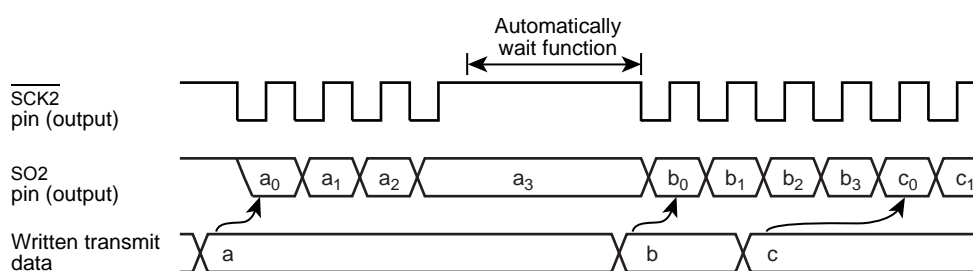 Automatically
wait function
SCK2
pin (output)
SO2
pin (output)
a0 a1 a2 a3 b0 b1 b2 b3 c0 c1
Written transmit
data
a b c